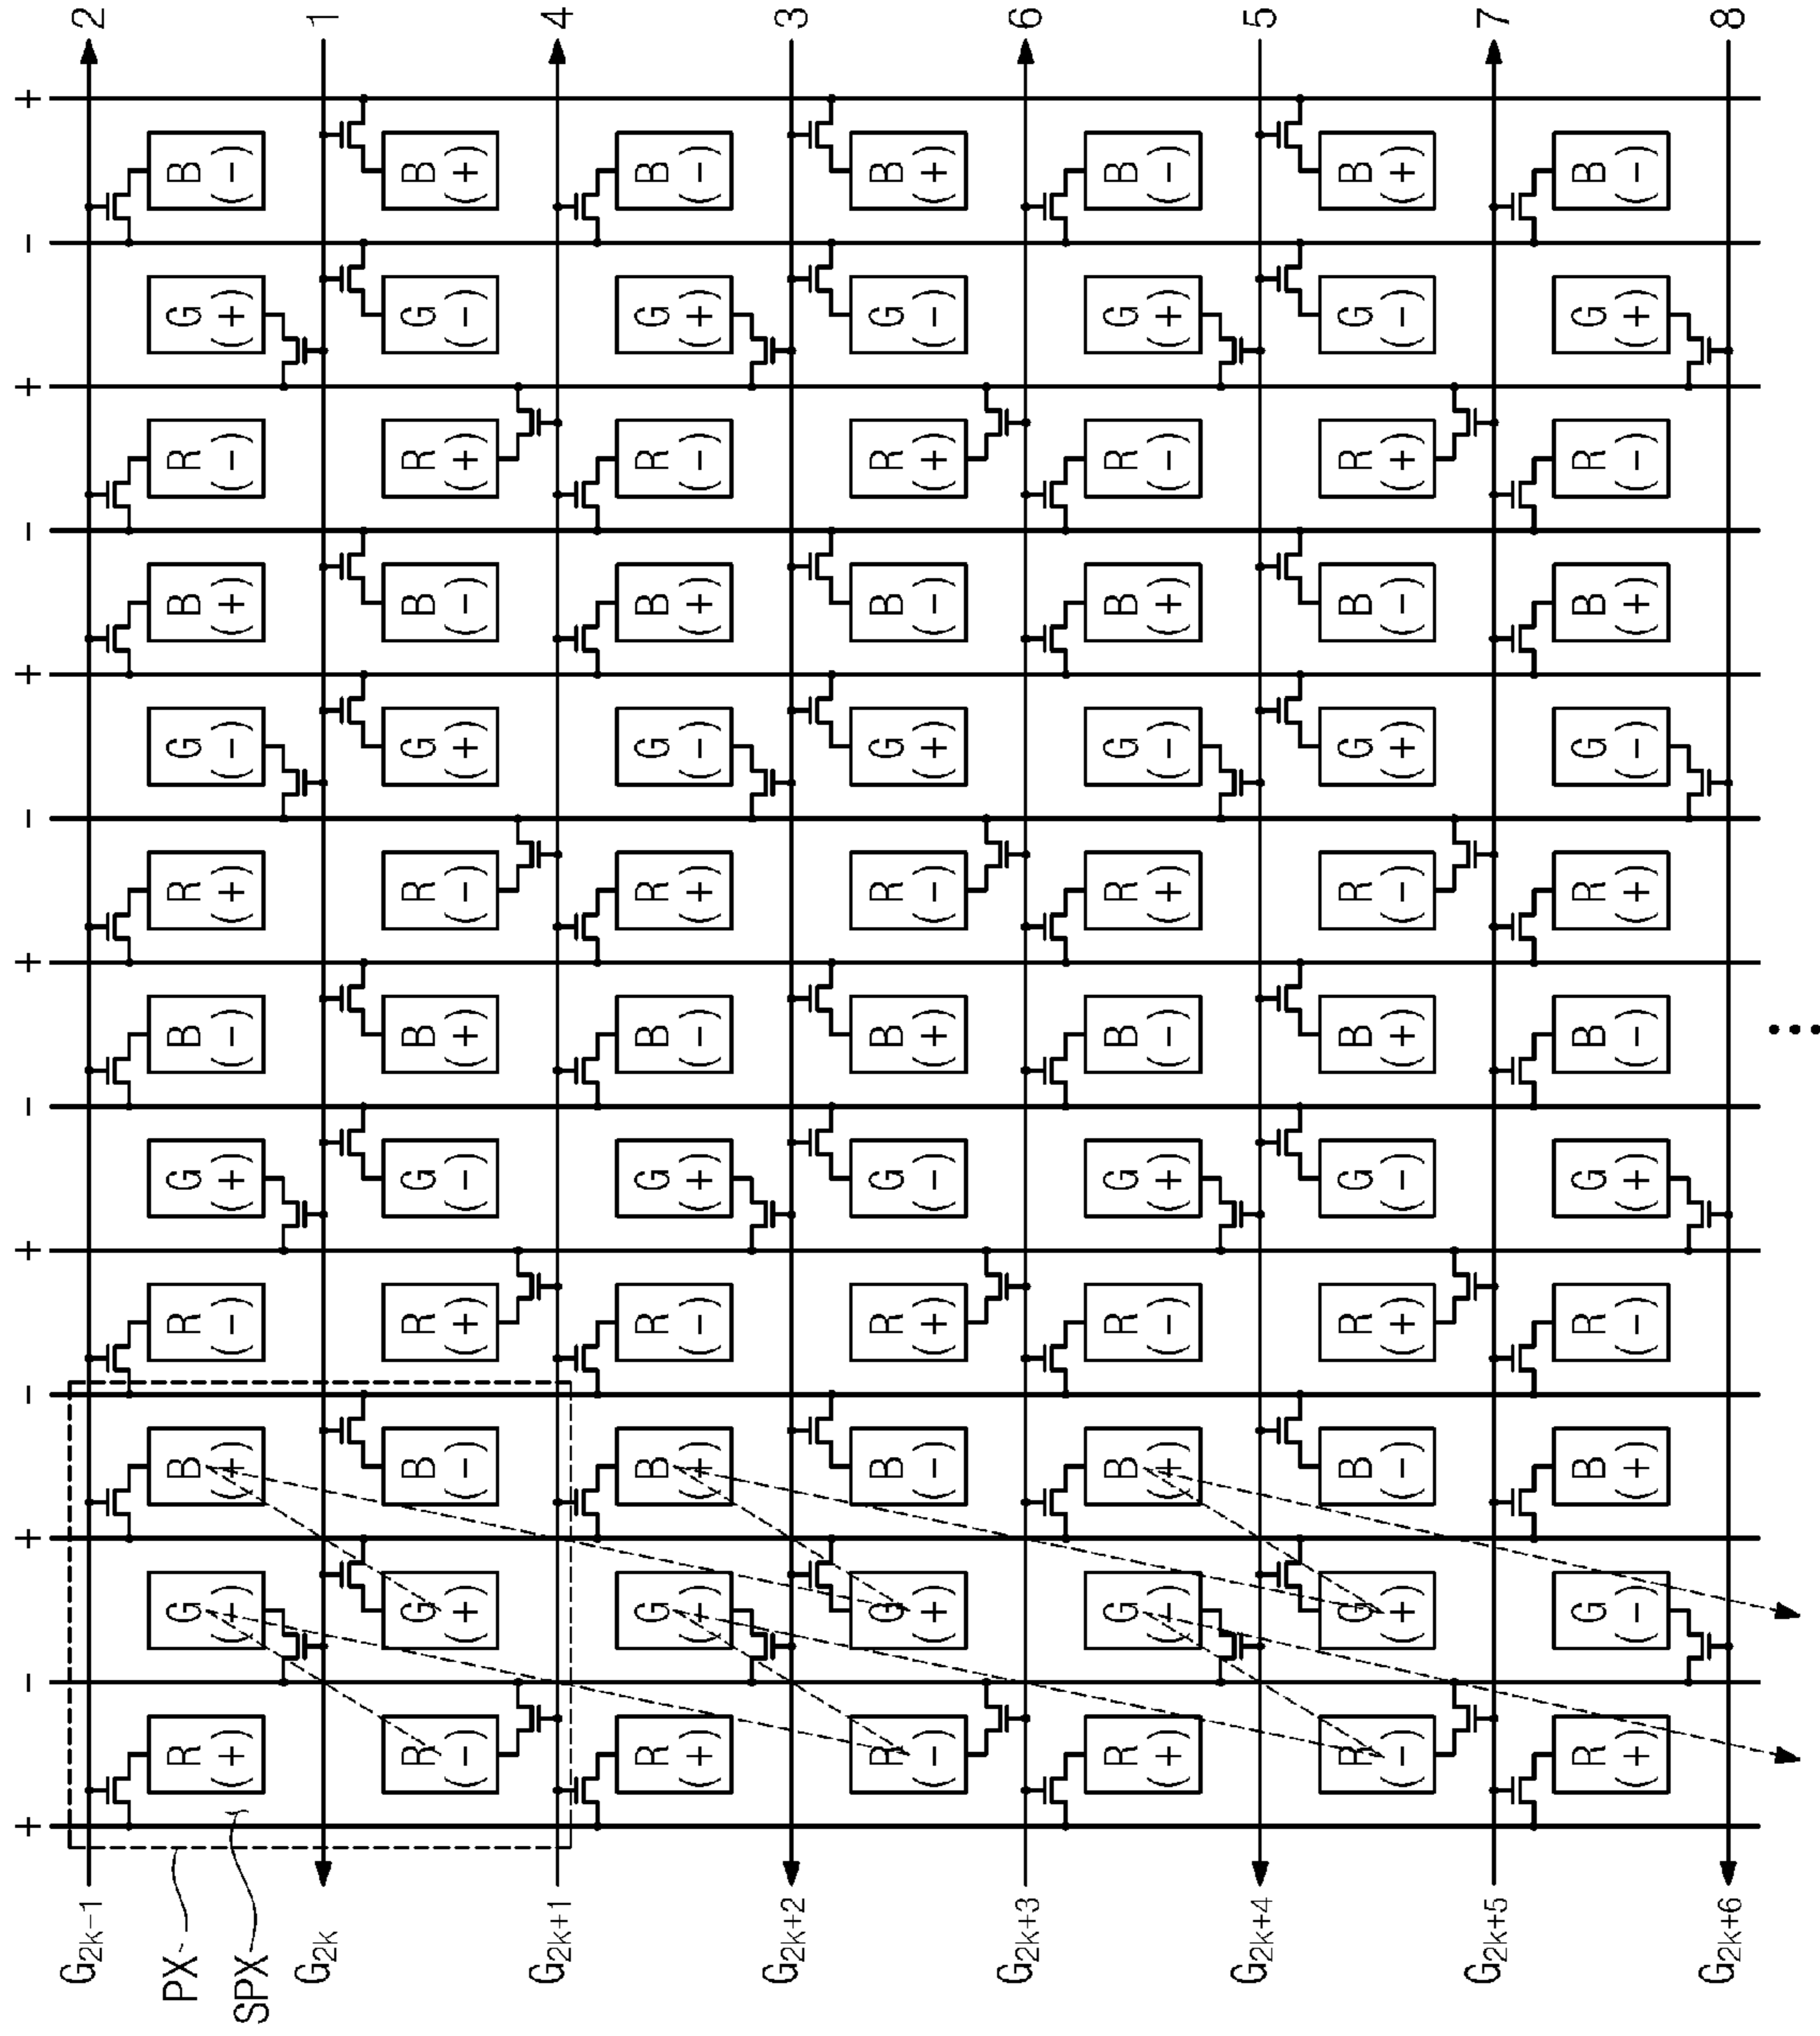 + - + - + - + - + - + - +
G2k-1 2
R G B R G B R G B R G B
(+) (-) (+) (-) (+) (-) (+) (-) (+) (-) (+) (-)
PX
SPX
G2k 1
R G B R G B R G B R G B
(-) (+) (-) (+) (-) (+) (-) (+) (-) (+) (-) (+)
G2k+1 4
R G B R G B R G B R G B
(+) (-) (+) (-) (+) (-) (+) (-) (+) (-) (+) (-)
G2k+2 3
R G B R G B R G B R G B
(-) (+) (-) (+) (-) (+) (-) (+) (-) (+) (-) (+)
G2k+3 6
R G B R G B R G B R G B
(+) (-) (+) (-) (+) (-) (+) (-) (+) (-) (+) (-)
G2k+4 5
R G B R G B R G B R G B
(-) (+) (-) (+) (-) (+) (-) (+) (-) (+) (-) (+)
G2k+5 7
R G B R G B R G B R G B
(+) (-) (+) (-) (+) (-) (+) (-) (+) (-) (+) (-)
G2k+6 8